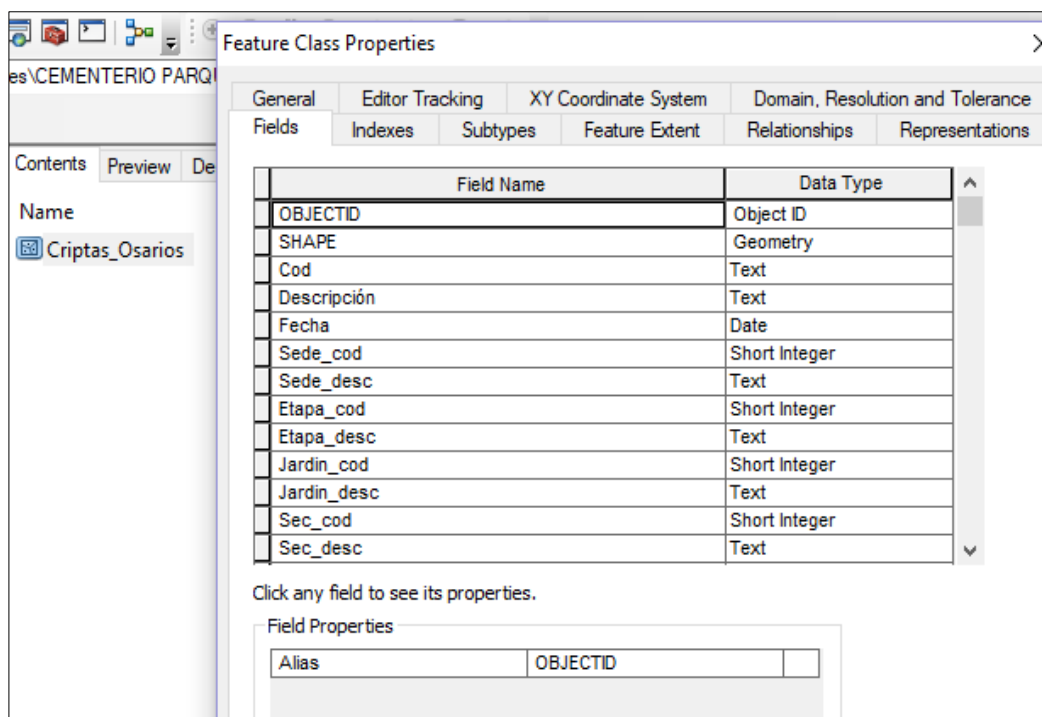 Feature Class Properties
es\CEMENTERIO PARQU
General Editor Tracking XY Coordinate System Domain, Resolution and Tolerance
Fields Indexes Subtypes Feature Extent Relationships Representations
Contents Preview De
Name
Criptas_Osarios
Field Name Data Type
OBJECTID Object ID
SHAPE Geometry
Cod Text
Descripción Text
Fecha Date
Sede_cod Short Integer
Sede_desc Text
Etapa_cod Short Integer
Etapa_desc Text
Jardin_cod Short Integer
Jardin_desc Text
Sec_cod Short Integer
Sec_desc Text
Click any field to see its properties.
Field Properties
Alias OBJECTID